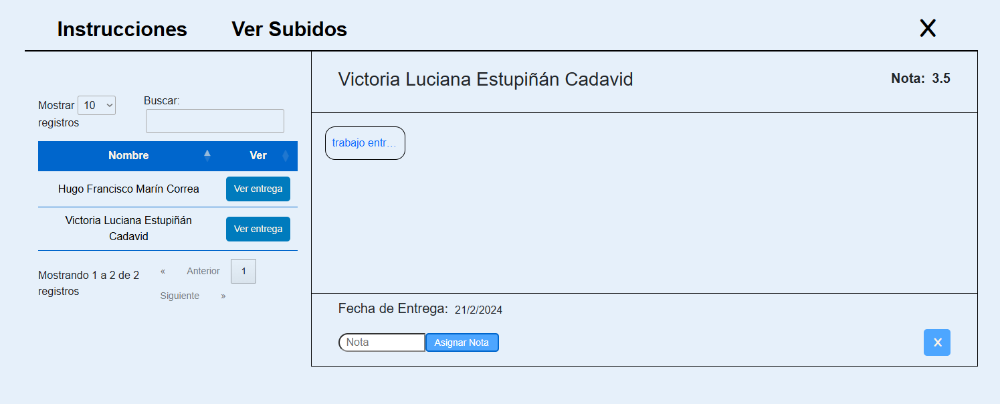 Instrucciones Ver Subidos X
Mostrar 10 registros
Buscar:
Nombre Ver
Hugo Francisco Marín Correa Ver entrega
Victoria Luciana Estupiñán Cadavid Ver entrega
Mostrando 1 a 2 de 2 registros
« Anterior 1
Siguiente »
Victoria Luciana Estupiñán Cadavid Nota: 3.5
trabajo entr...
Fecha de Entrega: 21/2/2024
Nota Asignar Nota X